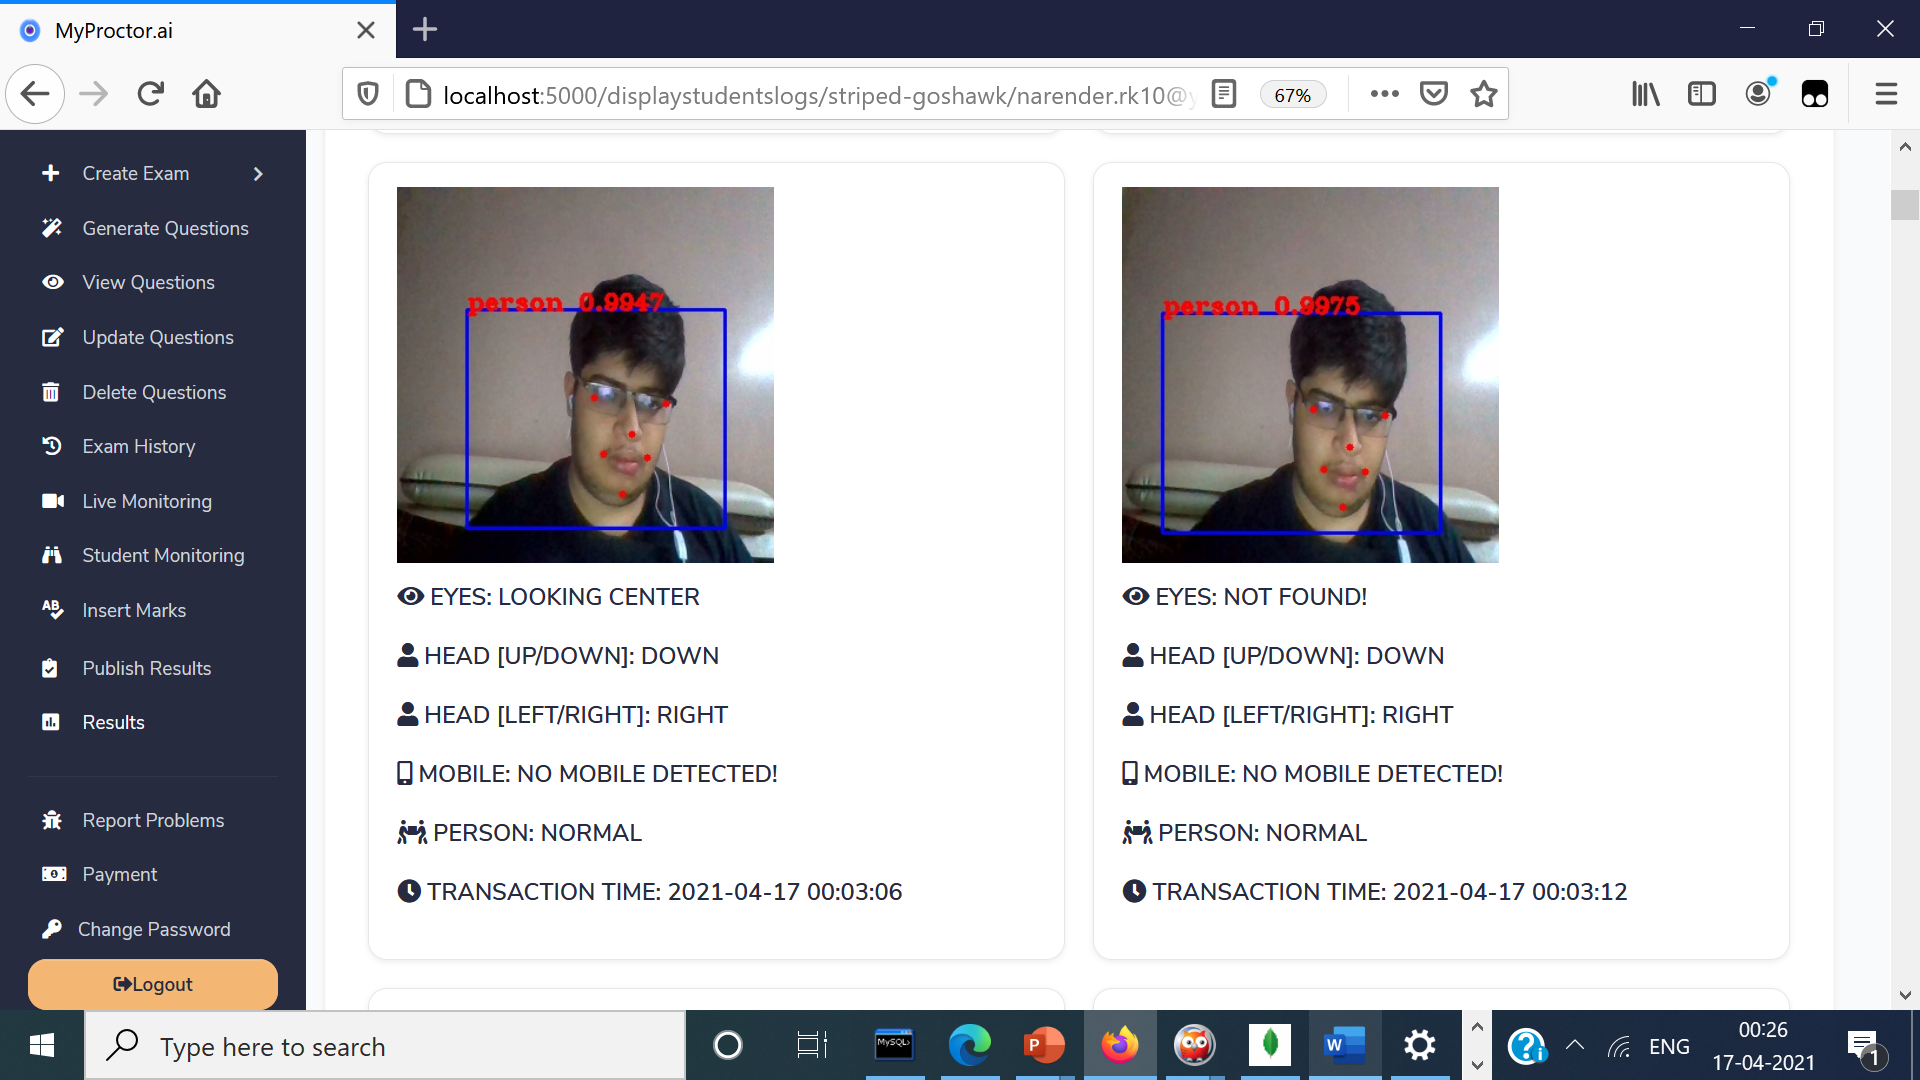 MyProctor.ai
localhost:5000/displaystudentslogs/striped-goshawk/narender.rk10@y
67%
Create Exam
Generate Questions
View Questions
Update Questions
Delete Questions
Exam History
Live Monitoring
Student Monitoring
Insert Marks
Publish Results
Results
Report Problems
Payment
Change Password
Logout
person 0.9947
EYES: LOOKING CENTER
HEAD [UP/DOWN]: DOWN
HEAD [LEFT/RIGHT]: RIGHT
MOBILE: NO MOBILE DETECTED!
PERSON: NORMAL
TRANSACTION TIME: 2021-04-17 00:03:06
person 0.9975
EYES: NOT FOUND!
HEAD [UP/DOWN]: DOWN
HEAD [LEFT/RIGHT]: RIGHT
MOBILE: NO MOBILE DETECTED!
PERSON: NORMAL
TRANSACTION TIME: 2021-04-17 00:03:12
Type here to search
MySQL>
P
W
ENG
00:26
17-04-2021
1